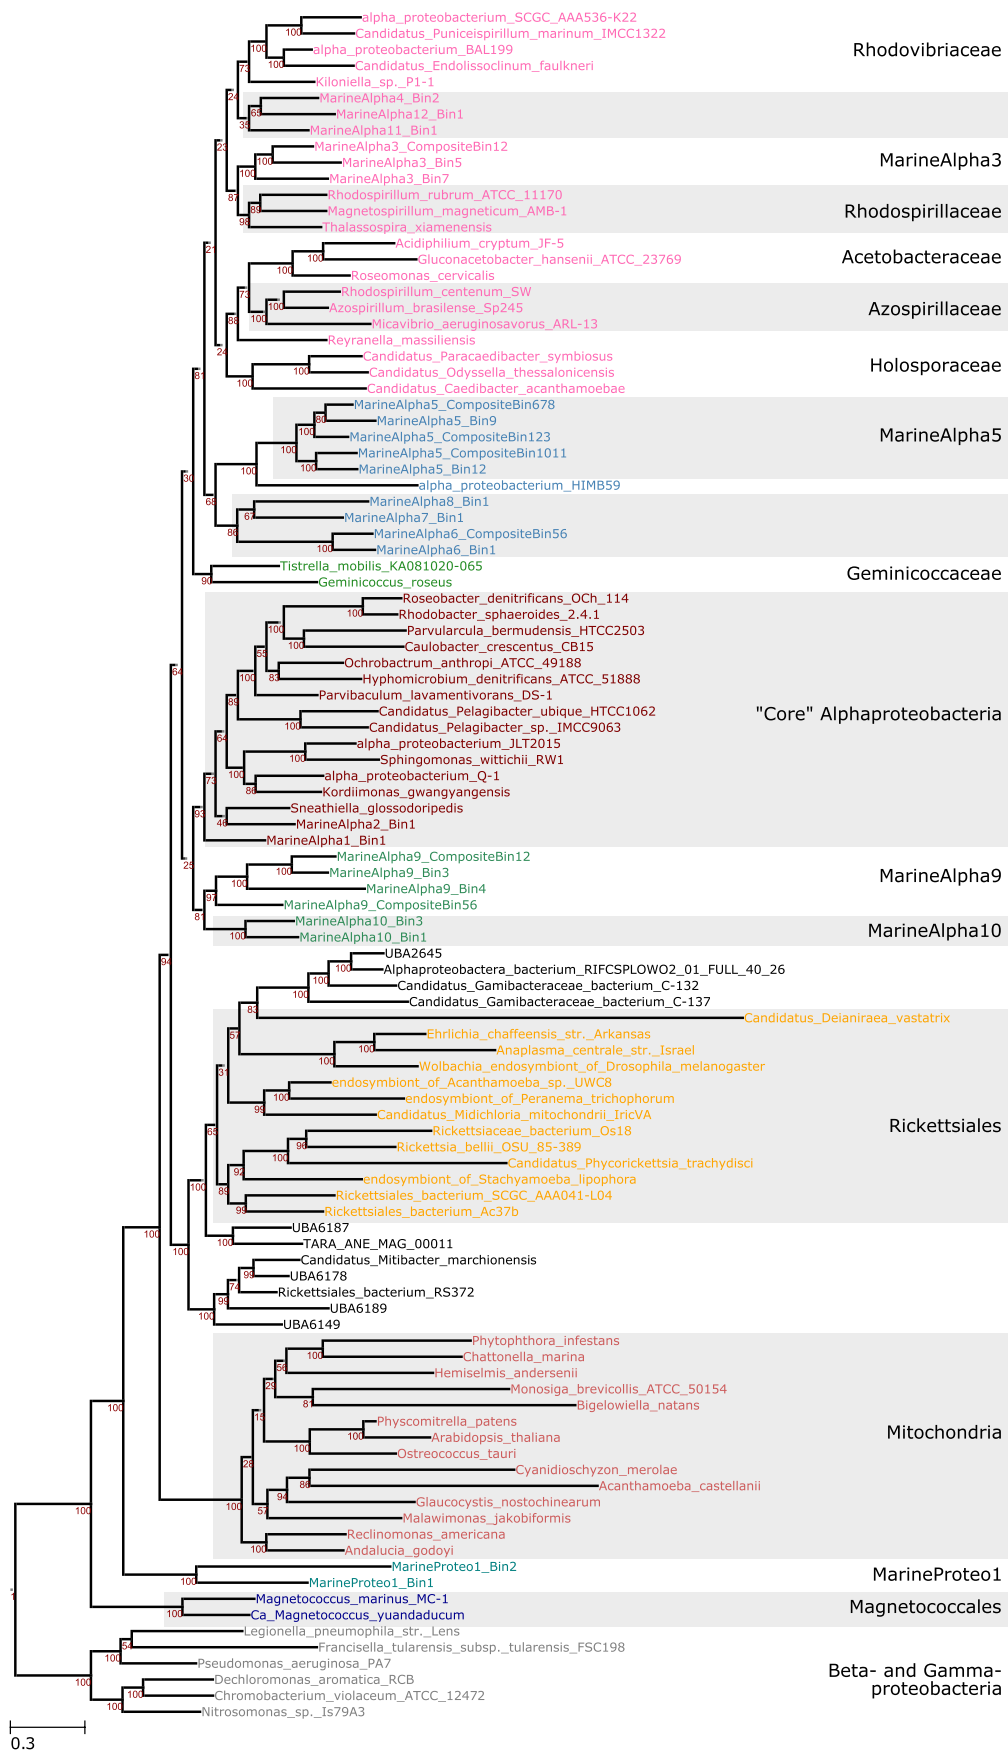 alpha_proteobacterium_SCGC_AAA536-K22
Candidatus_Puniceispirillum_marinum_IMCC1322
alpha_proteobacterium_BAL199
Rhodovibriaceae
Candidatus_Endolissoclinum_faulkneri
Kiloniella_sp._P1-1
MarineAlpha4_Bin2
MarineAlpha12_Bin1
MarineAlpha11_Bin1
MarineAlpha3_CompositeBin12
MarineAlpha3_Bin5
MarineAlpha3
MarineAlpha3_Bin7
Rhodospirillum_rubrum_ATCC_11170
Magnetospirillum_magneticum_AMB-1
Rhodospirillaceae
Thalassospira_xiamenensis
Acidiphilium_cryptum_JF-5
Gluconacetobacter_hansenii_ATCC_23769
Acetobacteraceae
Roseomonas_cervicalis
Rhodospirillum_centenum_SW
Azospirillum_brasilense_Sp245
Azospirillaceae
Micavibrio_aeruginosavorus_ARL-13
Reyranella_massiliensis
Candidatus_Paracaedibacter_symbiosus
Holosporaceae
Candidatus_Odyssella_thessalonicensis
Candidatus_Caedibacter_acanthamoebae
MarineAlpha5_CompositeBin678
MarineAlpha5_Bin9
MarineAlpha5_CompositeBin123
MarineAlpha5
MarineAlpha5_CompositeBin1011
MarineAlpha5_Bin12
alpha_proteobacterium_HIMB59
MarineAlpha8_Bin1
MarineAlpha7_Bin1
MarineAlpha6_CompositeBin56
MarineAlpha6_Bin1
Tistrella_mobilis_KA081020-065
Geminicoccaceae
Geminicoccus_roseus
Roseobacter_denitrificans_OCh_114
Rhodobacter_sphaeroides_2.4.1
Parvularcula_bermudensis_HTCC2503
Caulobacter_crescentus_CB15
Ochrobactrum_anthropi_ATCC_49188
Hyphomicrobium_denitrificans_ATCC_51888
Parvibaculum_lavamentivorans_DS-1
Candidatus_Pelagibacter_ubique_HTCC1062
"Core" Alphaproteobacteria
Candidatus_Pelagibacter_sp._IMCC9063
alpha_proteobacterium_JLT2015
Sphingomonas_wittichii_RW1
alpha_proteobacterium_Q-1
Kordiimonas_gwangyangensis
Sneathiella_glossodoripedis
MarineAlpha2_Bin1
MarineAlpha1_Bin1
MarineAlpha9_CompositeBin12
MarineAlpha9_Bin3
MarineAlpha9
MarineAlpha9_Bin4
MarineAlpha9_CompositeBin56
MarineAlpha10_Bin3
MarineAlpha10
MarineAlpha10_Bin1
UBA2645
Alphaproteobactera_bacterium_RIFCSPLOWO2_01_FULL_40_26
Candidatus_Gamibacteraceae_bacterium_C-132
Candidatus_Gamibacteraceae_bacterium_C-137
Candidatus_Deianiraea_vastatrix
Ehrlichia_chaffeensis_str._Arkansas
Anaplasma_centrale_str._Israel
Wolbachia_endosymbiont_of_Drosophila_melanogaster
endosymbiont_of_Acanthamoeba_sp._UWC8
endosymbiont_of_Peranema_trichophorum
Candidatus_Midichloria_mitochondrii_IricVA
Rickettsiales
Rickettsiaceae_bacterium_Os18
Rickettsia_bellii_OSU_85-389
Candidatus_Phycorickettsia_trachydisci
endosymbiont_of_Stachyamoeba_lipophora
Rickettsiales_bacterium_SCGC_AAA041-L04
Rickettsiales_bacterium_Ac37b
UBA6187
TARA_ANE_MAG_00011
Candidatus_Mitibacter_marchionensis
UBA6178
Rickettsiales_bacterium_RS372
UBA6189
UBA6149
Phytophthora_infestans
Chattonella_marina
Hemiselmis_andersenii
Monosiga_brevicollis_ATCC_50154
Bigelowiella_natans
Physcomitrella_patens
Mitochondria
Arabidopsis_thaliana
Ostreococcus_tauri
Cyanidioschyzon_merolae
Acanthamoeba_castellanii
Glaucocystis_nostochinearum
Malawimonas_jakobiformis
Reclinomonas_americana
Andalucia_godoyi
MarineProteo1_Bin2
MarineProteo1
MarineProteo1_Bin1
Magnetococcus_marinus_MC-1
Magnetococcales
Ca_Magnetococcus_yuandaducum
Legionella_pneumophila_str._Lens
Francisella_tularensis_subsp._tularensis_FSC198
Pseudomonas_aeruginosa_PA7
Beta- and Gamma-
proteobacteria
Dechloromonas_aromatica_RCB
Chromobacterium_violaceum_ATCC_12472
Nitrosomonas_sp._Is79A3
0.3